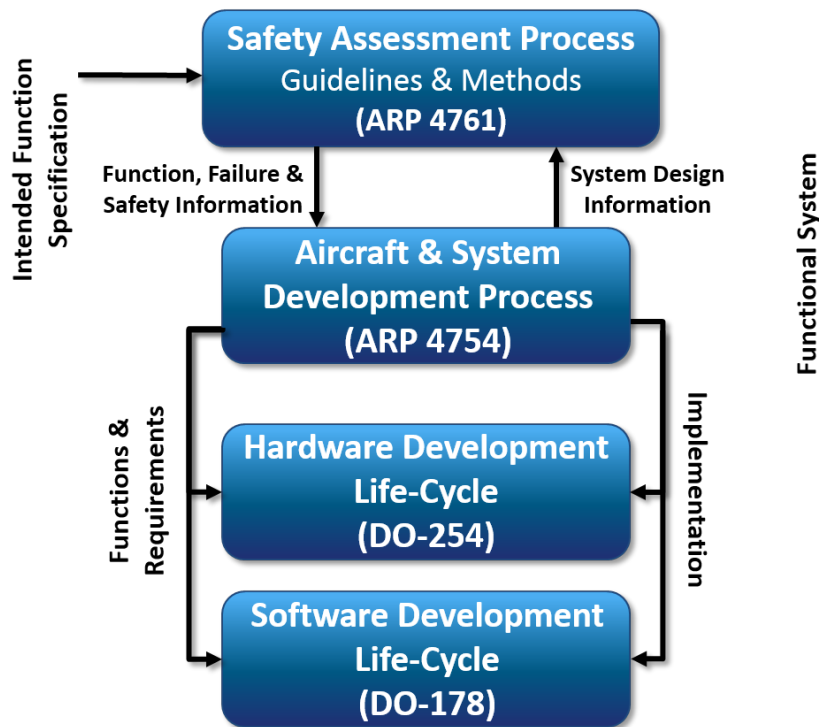 Safety Assessment Process
Guidelines & Methods
(ARP 4761)
Intended Function
Specification
Function, Failure &
Safety Information
System Design
Information
Functional System
Aircraft & System
Development Process
(ARP 4754)
Functions &
Requirements
Implementation
Hardware Development
Life-Cycle
(DO-254)
Software Development
Life-Cycle
(DO-178)